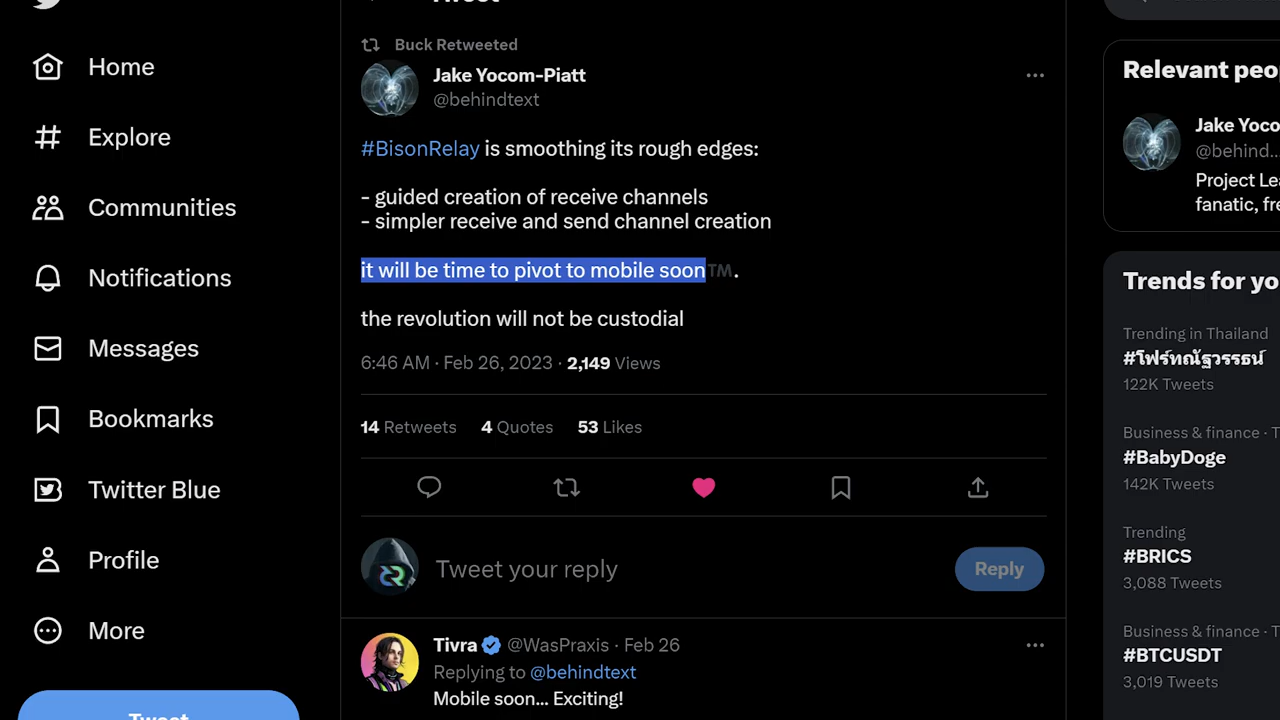 Home
Explore
Communities
Notifications
Messages
Bookmarks
Twitter Blue
Profile
More
Tweet
Buck Retweeted
Jake Yocom-Piatt
@behindtext
#BisonRelay is smoothing its rough edges:
- guided creation of receive channels
- simpler receive and send channel creation
it will be time to pivot to mobile soon™.
the revolution will not be custodial
6:46 AM · Feb 26, 2023 · 2,149 Views
14 Retweets 4 Quotes 53 Likes
Tweet your reply
Reply
Tivra @WasPraxis · Feb 26
Replying to @behindtext
Mobile soon... Exciting!
Relevant peo
Jake Yoco
@behind...
Project Le
fanatic, fre
Trends for yo
Trending in Thailand
#โฟร์ทณัฐวรรธน์
122K Tweets
Business & finance · T
#BabyDoge
142K Tweets
Trending
#BRICS
3,088 Tweets
Business & finance · T
#BTCUSDT
3,019 Tweets